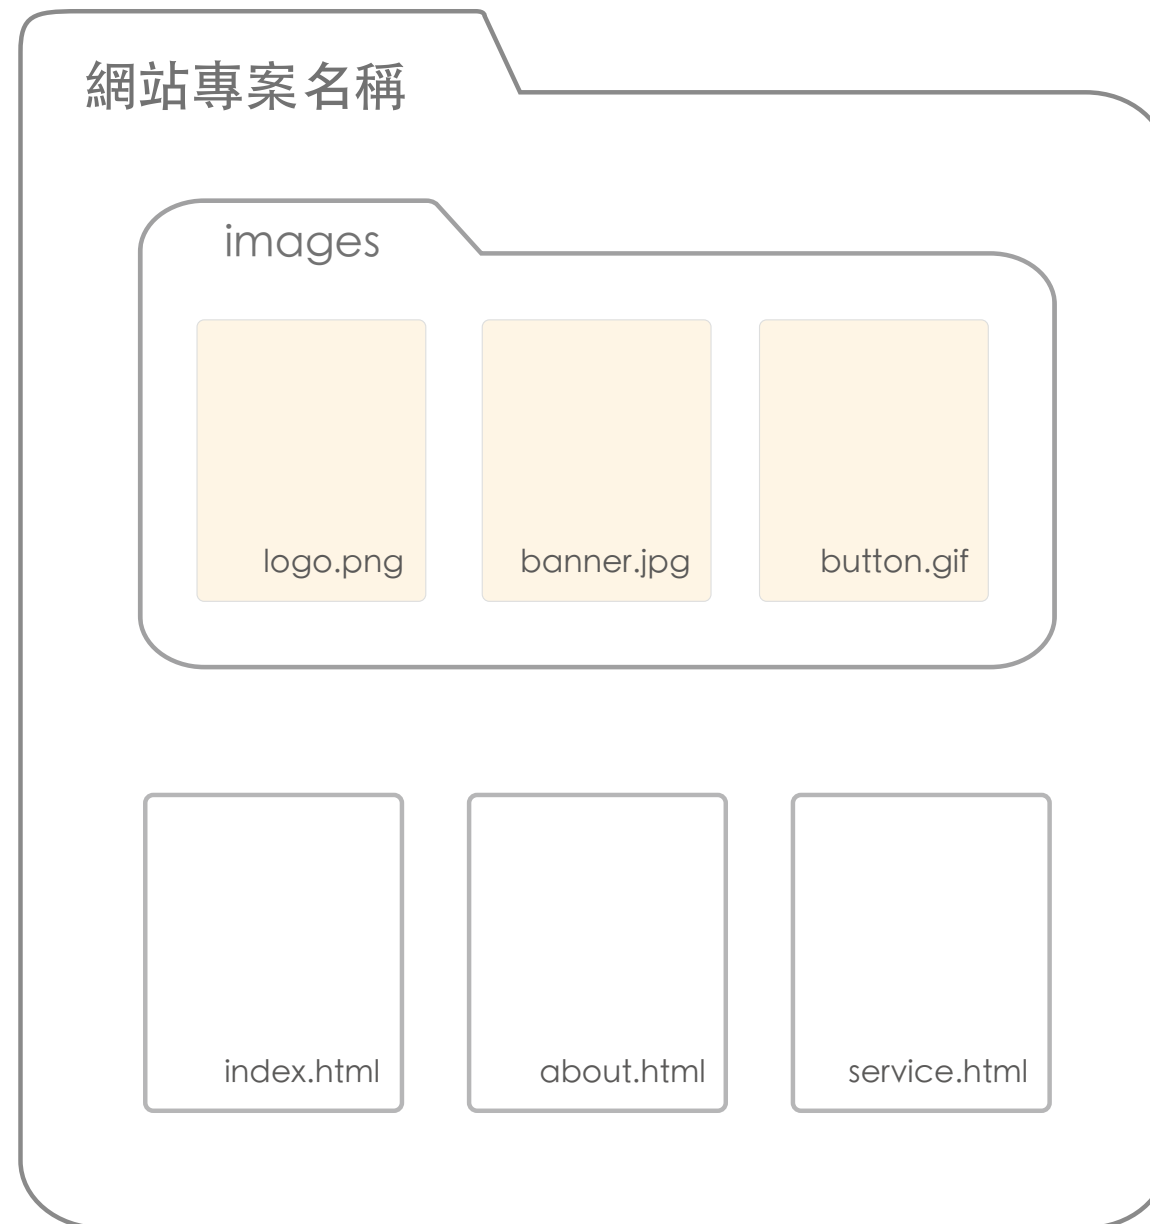 網站專案名稱
images
logo.png
banner.jpg
button.gif
index.html
about.html
service.html